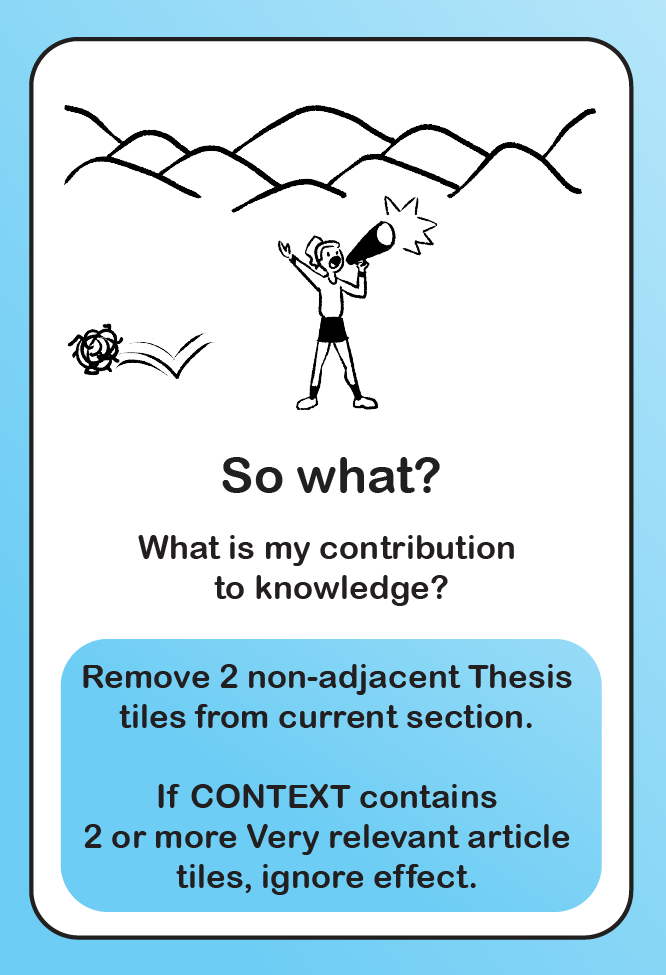 So what?
What is my contribution
to knowledge?
Remove 2 non-adjacent Thesis
tiles from current section.
If CONTEXT contains
2 or more Very relevant article
tiles, ignore effect.